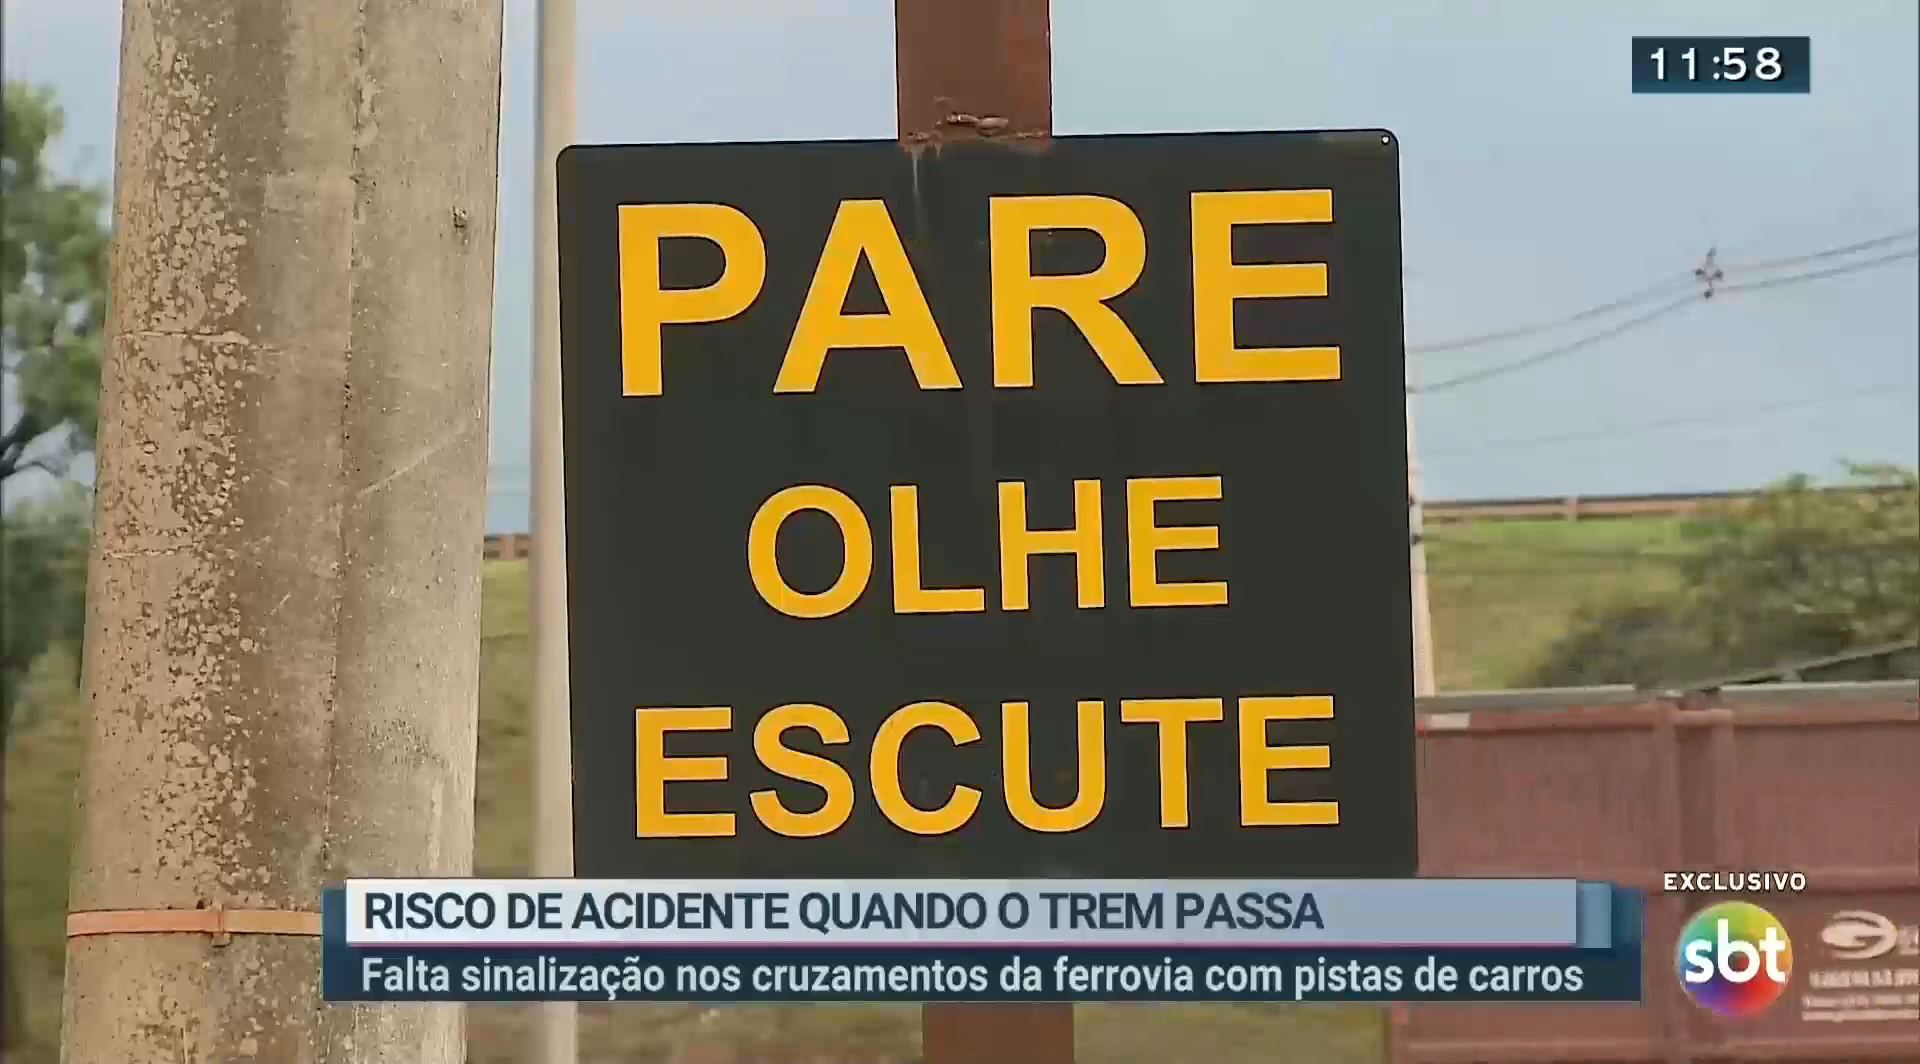 11:58
PARE
OLHE
ESCUTE
RISCO DE ACIDENTE QUANDO O TREM PASSA
Falta sinalização nos cruzamentos da ferrovia com pistas de carros
EXCLUSIVO
sbt